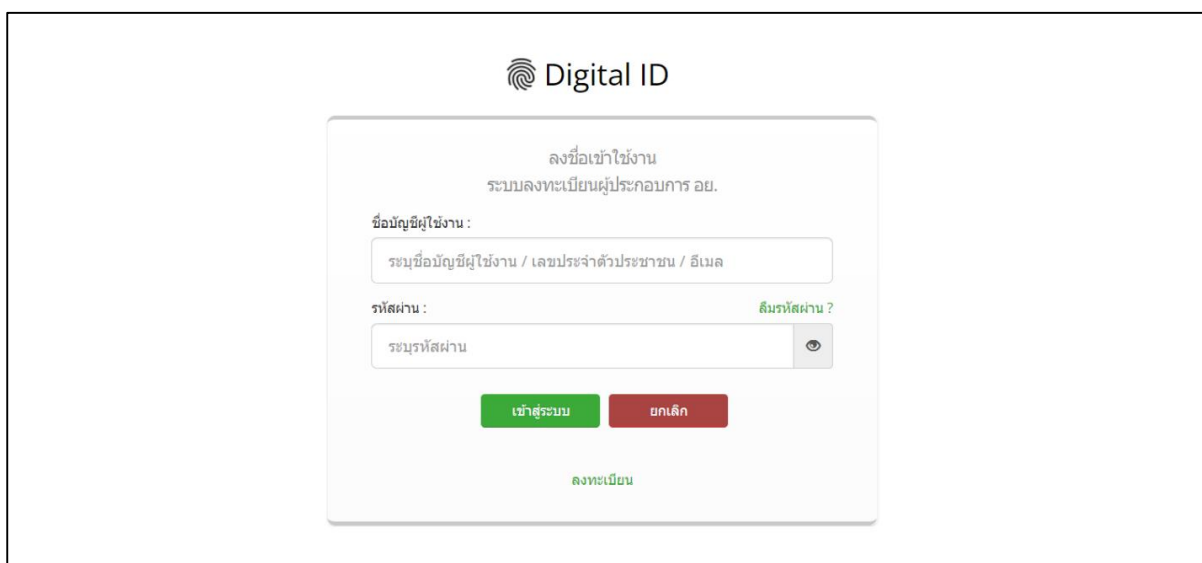 Digital ID
ลงชื่อเข้าใช้งาน
ระบบลงทะเบียนผู้ประกอบการ อย.
ชื่อบัญชีผู้ใช้งาน :
ระบุชื่อบัญชีผู้ใช้งาน / เลขประจำตัวประชาชน / อีเมล
รหัสผ่าน : ลืมรหัสผ่าน ?
ระบุรหัสผ่าน
เข้าสู่ระบบ ยกเลิก
ลงทะเบียน